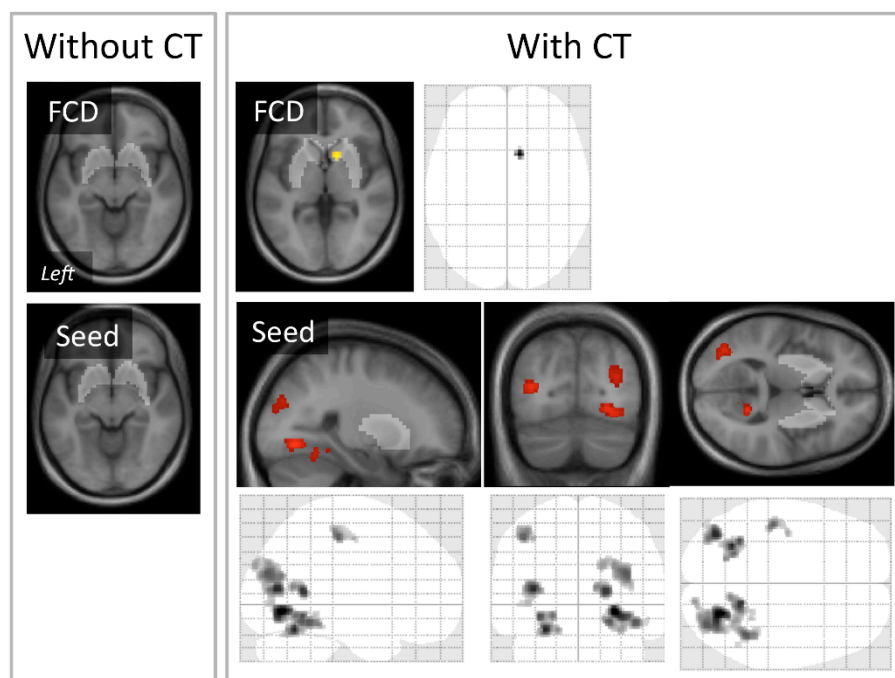 Without CT
With CT
FCD
Left
FCD
Seed
Seed